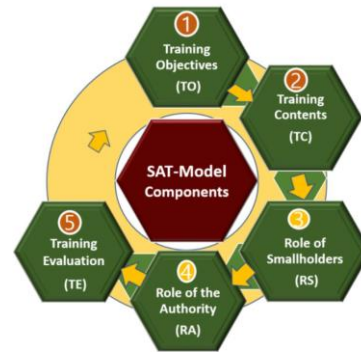 1
Training
Objectives
(TO)
2
Training
Contents
(TC)
SAT-Model
Components
3
Role of
Smallholders
(RS)
4
Role of the
Authority
(RA)
5
Training
Evaluation
(TE)